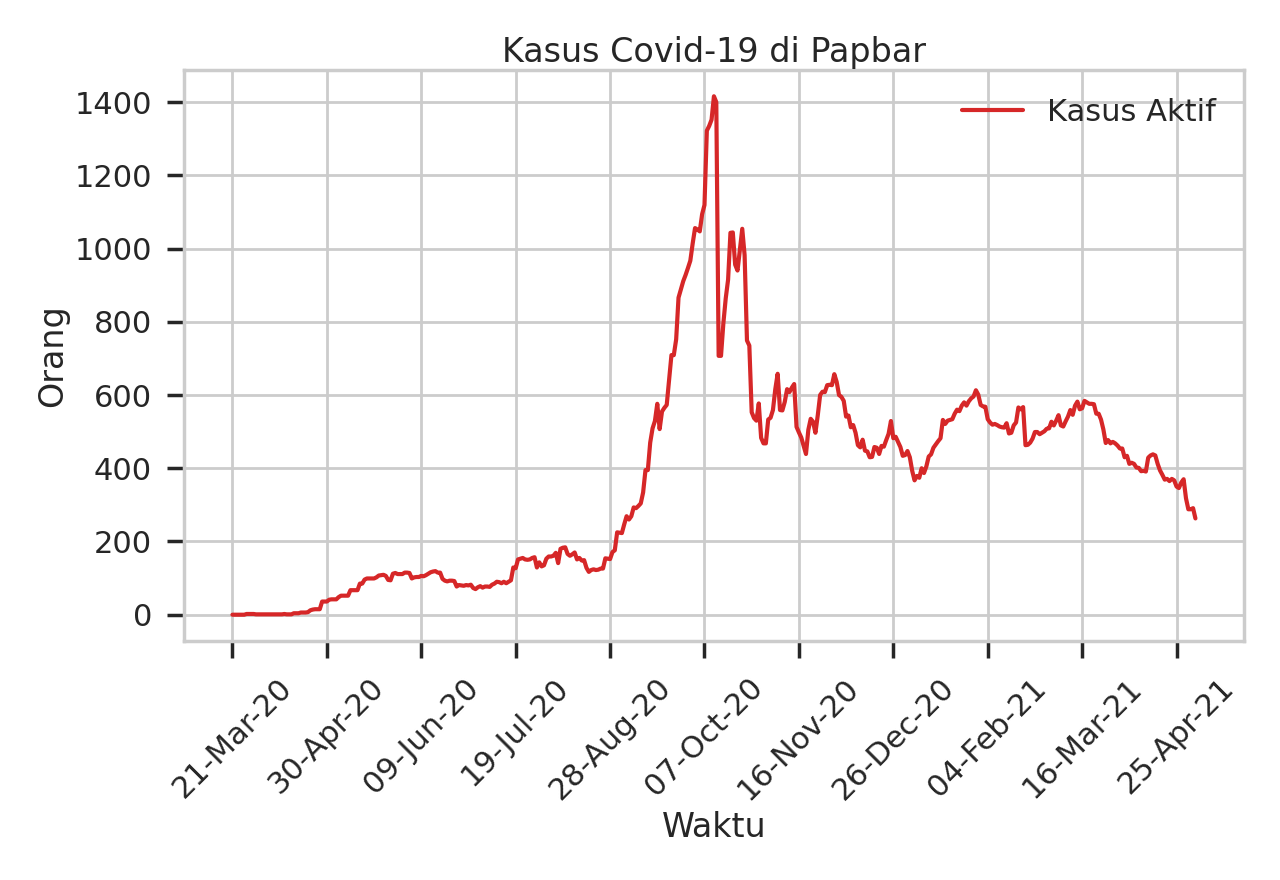 Kasus Covid-19 di Papbar
Kasus Aktif
1400
1200
1000
800
600
400
200
0
Orang
21-Mar-20
30-Apr-20
09-Jun-20
19-Jul-20
28-Aug-20
07-Oct-20
16-Nov-20
26-Dec-20
04-Feb-21
16-Mar-21
25-Apr-21
Waktu